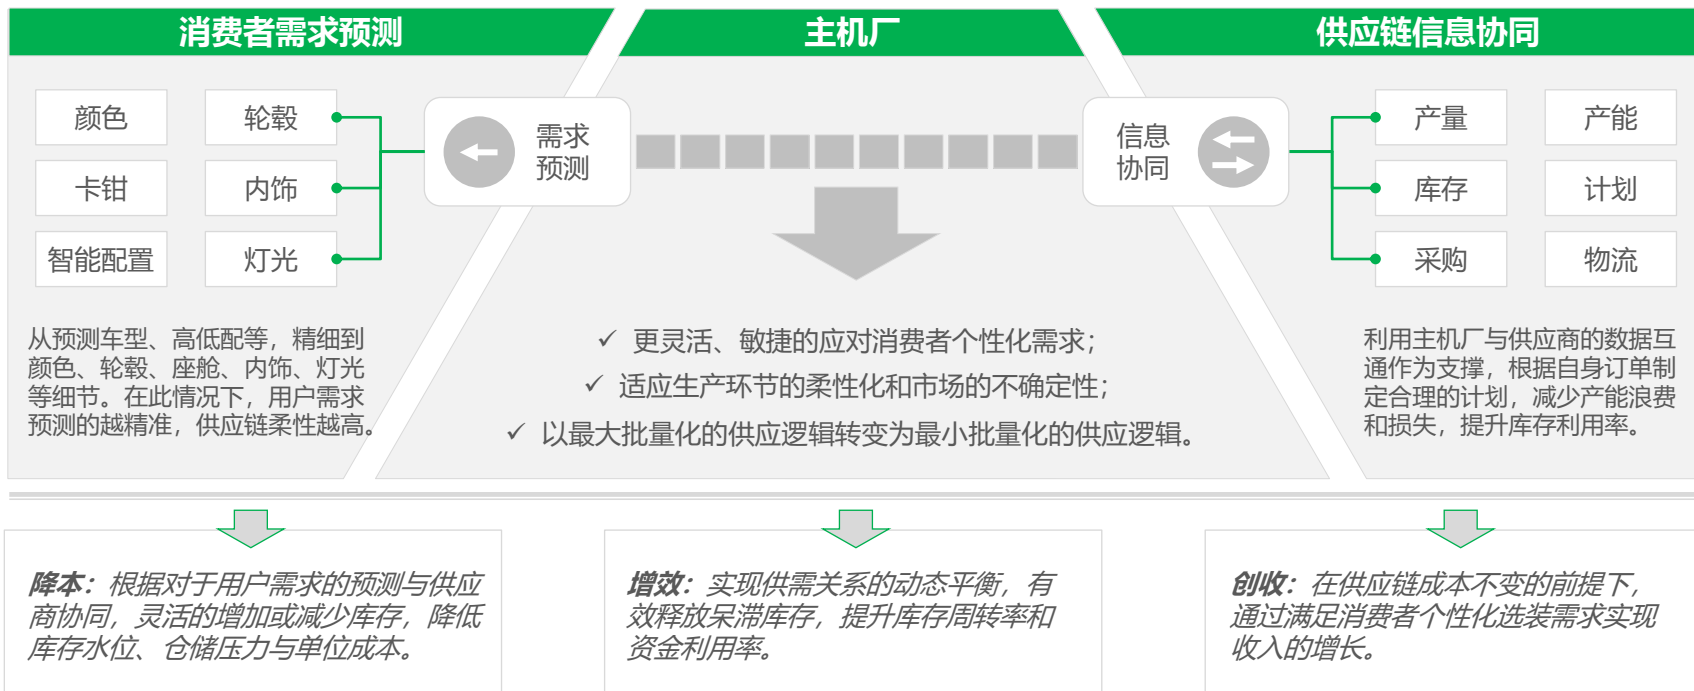 消费者需求预测
主机厂
供应链信息协同
颜色
轮毂
卡钳
内饰
智能配置
灯光
需求
预测
信息
协同
产量
产能
库存
计划
采购
物流
从预测车型、高低配等，精细到
颜色、轮毂、座舱、内饰、灯光
等细节。在此情况下，用户需求
预测的越精准，供应链柔性越高。
✓ 更灵活、敏捷的应对消费者个性化需求；
✓ 适应生产环节的柔性化和市场的不确定性；
✓ 以最大批量化的供应逻辑转变为最小批量化的供应逻辑。
利用主机厂与供应商的数据互
通作为支撑，根据自身订单制
定合理的计划，减少产能浪费
和损失，提升库存利用率。
降本：根据对于用户需求的预测与供应
商协同，灵活的增加或减少库存，降低
库存水位、仓储压力与单位成本。
增效：实现供需关系的动态平衡，有
效释放呆滞库存，提升库存周转率和
资金利用率。
创收：在供应链成本不变的前提下，
通过满足消费者个性化选装需求实现
收入的增长。